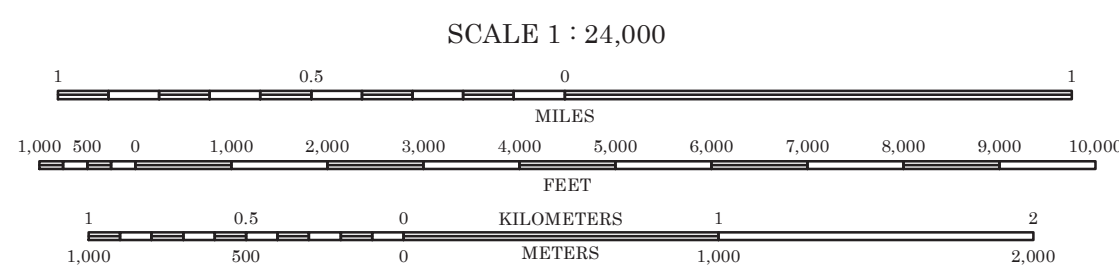 SCALE 1 : 24,000
1 0.5 0 1
MILES
1,000 500 0 1,000 2,000 3,000 4,000 5,000 6,000 7,000 8,000 9,000 10,000
FEET
1 0.5 0 KILOMETERS 1 2
1,000 500 0 METERS 1,000 2,000